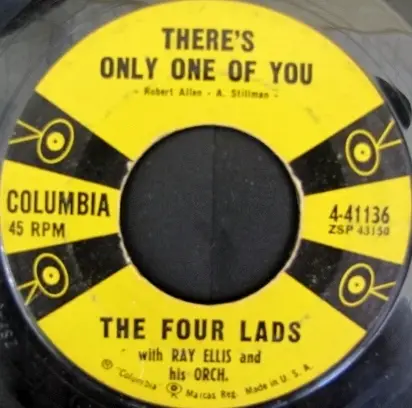 THERE'S
ONLY ONE OF YOU
- Robert Allen - A. Stillman -
COLUMBIA
45 RPM
4-41136
ZSP 43150
THE FOUR LADS
with RAY ELLIS and
his ORCH.
® "Columbia" Marcas Reg. Made in U. S. A.